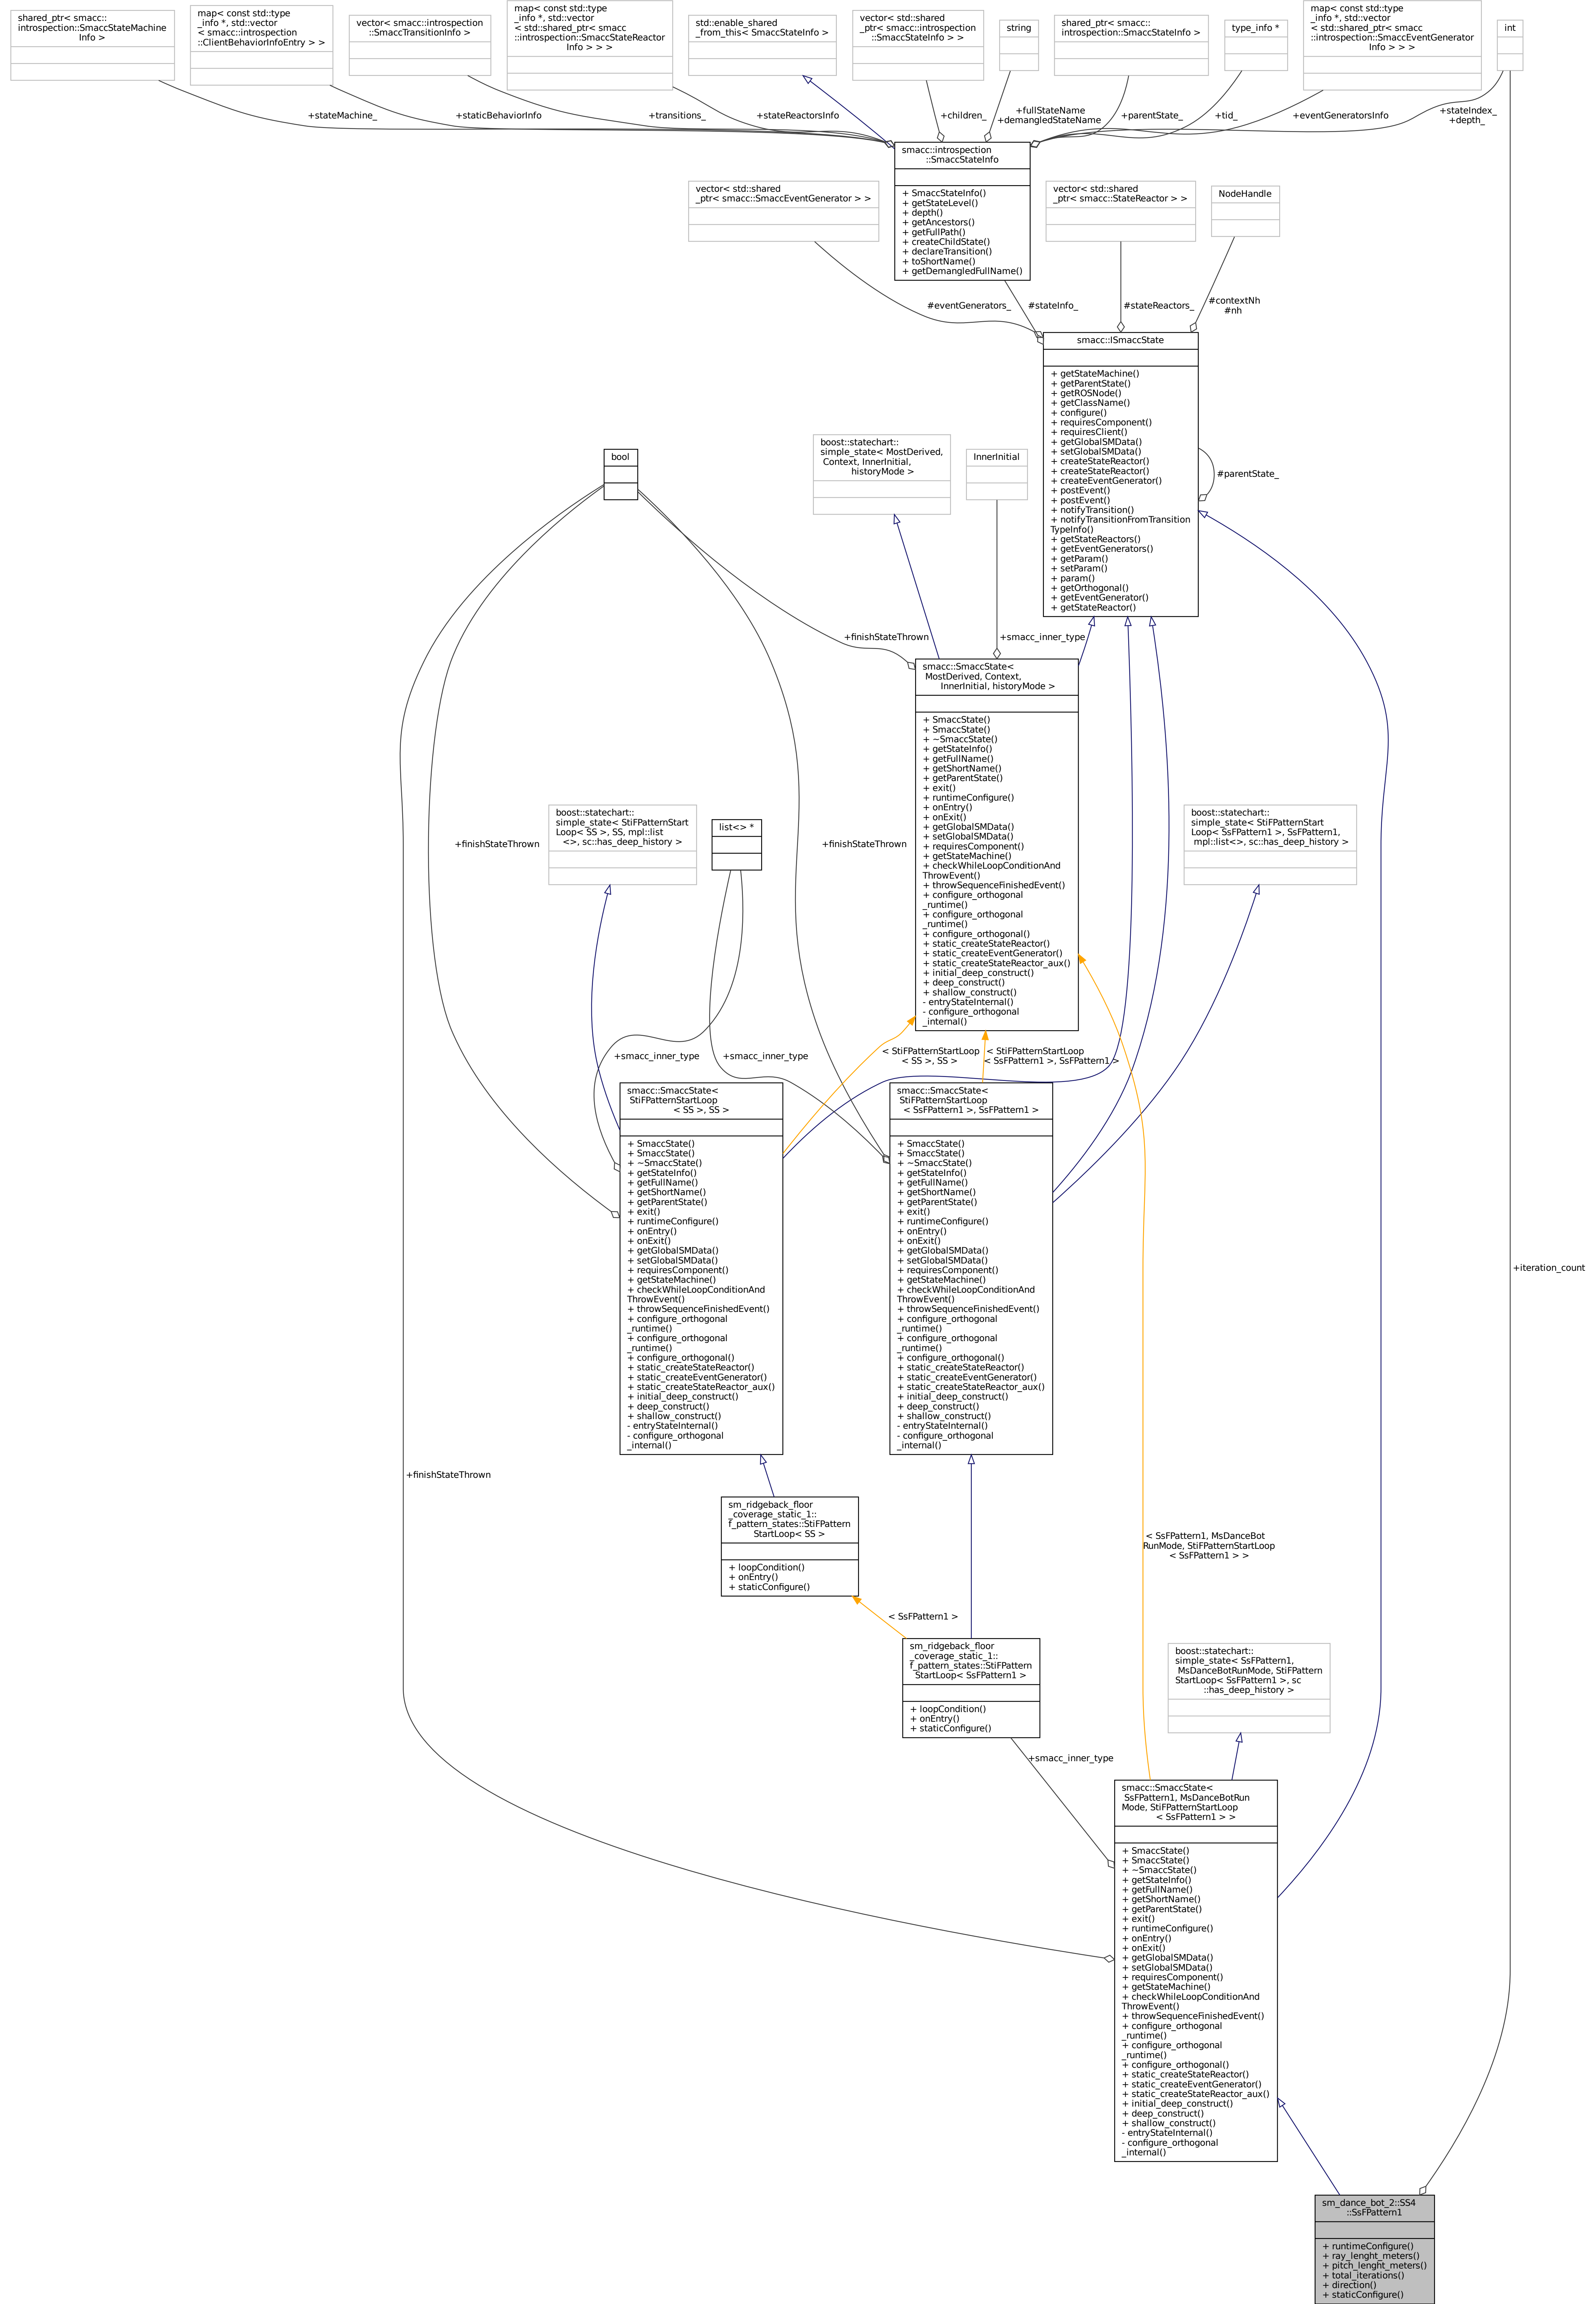 shared_ptr< smacc::
introspection::SmaccStateMachine
Info >
map< const std::type
_info *, std::vector
< smacc::introspection
::ClientBehaviorInfoEntry > >
vector< smacc::introspection
::SmaccTransitionInfo >
map< const std::type
_info *, std::vector
< std::shared_ptr< smacc
::introspection::SmaccStateReactor
Info > > >
std::enable_shared
_from_this< SmaccStateInfo >
vector< std::shared
_ptr< smacc::introspection
::SmaccStateInfo > >
string
shared_ptr< smacc::
introspection::SmaccStateInfo >
type_info *
map< const std::type
_info *, std::vector
< std::shared_ptr< smacc
::introspection::SmaccEventGenerator
Info > > >
int
+stateMachine_
+staticBehaviorInfo
+transitions_
+stateReactorsInfo
+children_
+fullStateName
+demangledStateName
+parentState_
+tid_
+eventGeneratorsInfo
+stateIndex_
+depth_
smacc::introspection
::SmaccStateInfo
+ SmaccStateInfo()
+ getStateLevel()
+ depth()
+ getAncestors()
+ getFullPath()
+ createChildState()
+ declareTransition()
+ toShortName()
+ getDemangledFullName()
vector< std::shared
_ptr< smacc::SmaccEventGenerator > >
vector< std::shared
_ptr< smacc::StateReactor > >
NodeHandle
#eventGenerators_
#stateInfo_
#stateReactors_
#contextNh
#nh
smacc::ISmaccState
+ getStateMachine()
+ getParentState()
+ getROSNode()
+ getClassName()
+ configure()
+ requiresComponent()
+ requiresClient()
+ getGlobalSMData()
+ setGlobalSMData()
+ createStateReactor()
+ createStateReactor()
+ createEventGenerator()
+ postEvent()
+ postEvent()
+ notifyTransition()
+ notifyTransitionFromTransition
TypeInfo()
+ getStateReactors()
+ getEventGenerators()
+ getParam()
+ setParam()
+ param()
+ getOrthogonal()
+ getEventGenerator()
+ getStateReactor()
#parentState_
bool
boost::statechart::
simple_state< MostDerived,
Context, InnerInitial,
historyMode >
InnerInitial
+finishStateThrown
+smacc_inner_type
smacc::SmaccState<
MostDerived, Context,
InnerInitial, historyMode >
+ SmaccState()
+ SmaccState()
+ ~SmaccState()
+ getStateInfo()
+ getFullName()
+ getShortName()
+ getParentState()
+ exit()
+ runtimeConfigure()
+ onEntry()
+ onExit()
+ getGlobalSMData()
+ setGlobalSMData()
+ requiresComponent()
+ getStateMachine()
+ checkWhileLoopConditionAnd
ThrowEvent()
+ throwSequenceFinishedEvent()
+ configure_orthogonal
_runtime()
+ configure_orthogonal
_runtime()
+ configure_orthogonal()
+ static_createStateReactor()
+ static_createEventGenerator()
+ static_createStateReactor_aux()
+ initial_deep_construct()
+ deep_construct()
+ shallow_construct()
- entryStateInternal()
- configure_orthogonal
_internal()
boost::statechart::
simple_state< StiFPatternStart
Loop< SS >, SS, mpl::list
<>, sc::has_deep_history >
list<> *
boost::statechart::
simple_state< StiFPatternStart
Loop< SsFPattern1 >, SsFPattern1,
mpl::list<>, sc::has_deep_history >
+finishStateThrown
+finishStateThrown
+smacc_inner_type
+smacc_inner_type
< StiFPatternStartLoop
< SS >, SS >
< StiFPatternStartLoop
< SsFPattern1 >, SsFPattern1 >
smacc::SmaccState<
StiFPatternStartLoop
< SS >, SS >
+ SmaccState()
+ SmaccState()
+ ~SmaccState()
+ getStateInfo()
+ getFullName()
+ getShortName()
+ getParentState()
+ exit()
+ runtimeConfigure()
+ onEntry()
+ onExit()
+ getGlobalSMData()
+ setGlobalSMData()
+ requiresComponent()
+ getStateMachine()
+ checkWhileLoopConditionAnd
ThrowEvent()
+ throwSequenceFinishedEvent()
+ configure_orthogonal
_runtime()
+ configure_orthogonal
_runtime()
+ configure_orthogonal()
+ static_createStateReactor()
+ static_createEventGenerator()
+ static_createStateReactor_aux()
+ initial_deep_construct()
+ deep_construct()
+ shallow_construct()
- entryStateInternal()
- configure_orthogonal
_internal()
smacc::SmaccState<
StiFPatternStartLoop
< SsFPattern1 >, SsFPattern1 >
+ SmaccState()
+ SmaccState()
+ ~SmaccState()
+ getStateInfo()
+ getFullName()
+ getShortName()
+ getParentState()
+ exit()
+ runtimeConfigure()
+ onEntry()
+ onExit()
+ getGlobalSMData()
+ setGlobalSMData()
+ requiresComponent()
+ getStateMachine()
+ checkWhileLoopConditionAnd
ThrowEvent()
+ throwSequenceFinishedEvent()
+ configure_orthogonal
_runtime()
+ configure_orthogonal
_runtime()
+ configure_orthogonal()
+ static_createStateReactor()
+ static_createEventGenerator()
+ static_createStateReactor_aux()
+ initial_deep_construct()
+ deep_construct()
+ shallow_construct()
- entryStateInternal()
- configure_orthogonal
_internal()
+iteration_count
+finishStateThrown
sm_ridgeback_floor
_coverage_static_1::
f_pattern_states::StiFPattern
StartLoop< SS >
+ loopCondition()
+ onEntry()
+ staticConfigure()
< SsFPattern1, MsDanceBot
RunMode, StiFPatternStartLoop
< SsFPattern1 > >
< SsFPattern1 >
sm_ridgeback_floor
_coverage_static_1::
f_pattern_states::StiFPattern
StartLoop< SsFPattern1 >
+ loopCondition()
+ onEntry()
+ staticConfigure()
boost::statechart::
simple_state< SsFPattern1,
MsDanceBotRunMode, StiFPattern
StartLoop< SsFPattern1 >, sc
::has_deep_history >
+smacc_inner_type
smacc::SmaccState<
SsFPattern1, MsDanceBotRun
Mode, StiFPatternStartLoop
< SsFPattern1 > >
+ SmaccState()
+ SmaccState()
+ ~SmaccState()
+ getStateInfo()
+ getFullName()
+ getShortName()
+ getParentState()
+ exit()
+ runtimeConfigure()
+ onEntry()
+ onExit()
+ getGlobalSMData()
+ setGlobalSMData()
+ requiresComponent()
+ getStateMachine()
+ checkWhileLoopConditionAnd
ThrowEvent()
+ throwSequenceFinishedEvent()
+ configure_orthogonal
_runtime()
+ configure_orthogonal
_runtime()
+ configure_orthogonal()
+ static_createStateReactor()
+ static_createEventGenerator()
+ static_createStateReactor_aux()
+ initial_deep_construct()
+ deep_construct()
+ shallow_construct()
- entryStateInternal()
- configure_orthogonal
_internal()
sm_dance_bot_2::SS4
::SsFPattern1
+ runtimeConfigure()
+ ray_lenght_meters()
+ pitch_lenght_meters()
+ total_iterations()
+ direction()
+ staticConfigure()